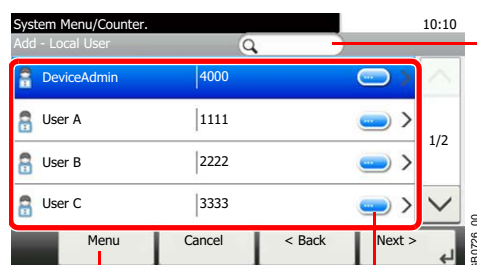 System Menu/Counter.
10:10
Add - Local User
DeviceAdmin 4000
User A 1111
User B 2222
User C 3333
1/2
Menu Cancel < Back Next >